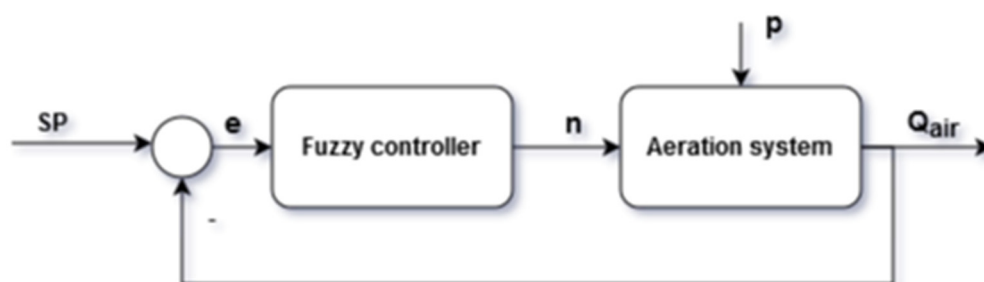 p
SP
e
Fuzzy controller
n
Aeration system
Qair
-